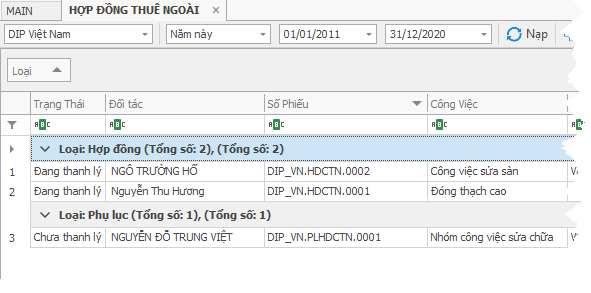 MAIN HỢP ĐỒNG THUÊ NGOÀI ×
DIP Việt Nam Năm này 01/01/2011 31/12/2020 Nạp
Loại
Trạng Thái Đối tác Số Phiếu Công Việc
Loại: Hợp đồng (Tổng số: 2), (Tổng số: 2)
1 Đang thanh lý NGÔ TRƯỜNG HỔ DIP_VN.HDCTN.0002 Công việc sửa sàn
2 Đang thanh lý Nguyễn Thu Hương DIP_VN.HDCTN.0001 Đóng thạch cao
Loại: Phụ lục (Tổng số: 1), (Tổng số: 1)
3 Chưa thanh lý NGUYỄN ĐỖ TRUNG VIỆT DIP_VN.PLHDCTN.0001 Nhóm công việc sửa chữa